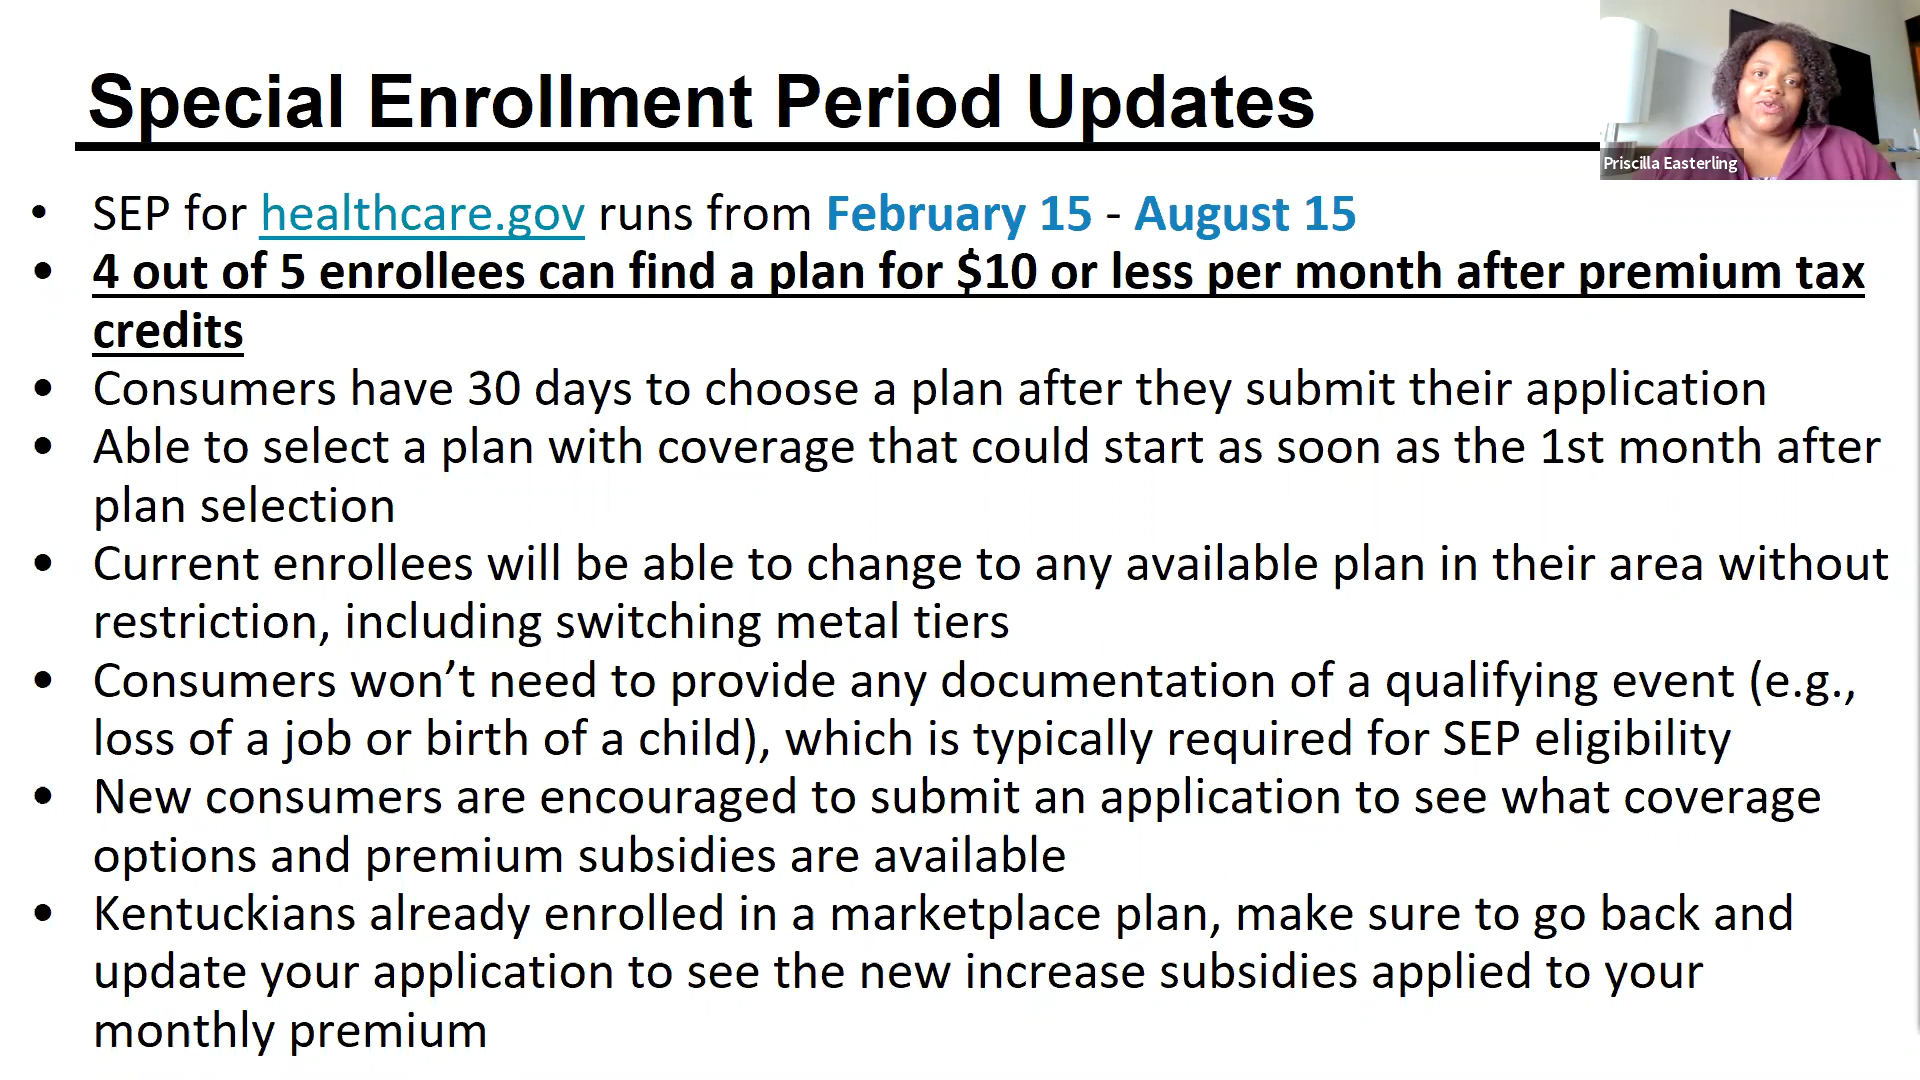 Special Enrollment Period Updates
Priscilla Easterling
• SEP for healthcare.gov runs from February 15 - August 15
• 4 out of 5 enrollees can find a plan for $10 or less per month after premium tax
credits
• Consumers have 30 days to choose a plan after they submit their application
• Able to select a plan with coverage that could start as soon as the 1st month after
plan selection
• Current enrollees will be able to change to any available plan in their area without
restriction, including switching metal tiers
• Consumers won’t need to provide any documentation of a qualifying event (e.g.,
loss of a job or birth of a child), which is typically required for SEP eligibility
• New consumers are encouraged to submit an application to see what coverage
options and premium subsidies are available
• Kentuckians already enrolled in a marketplace plan, make sure to go back and
update your application to see the new increase subsidies applied to your
monthly premium